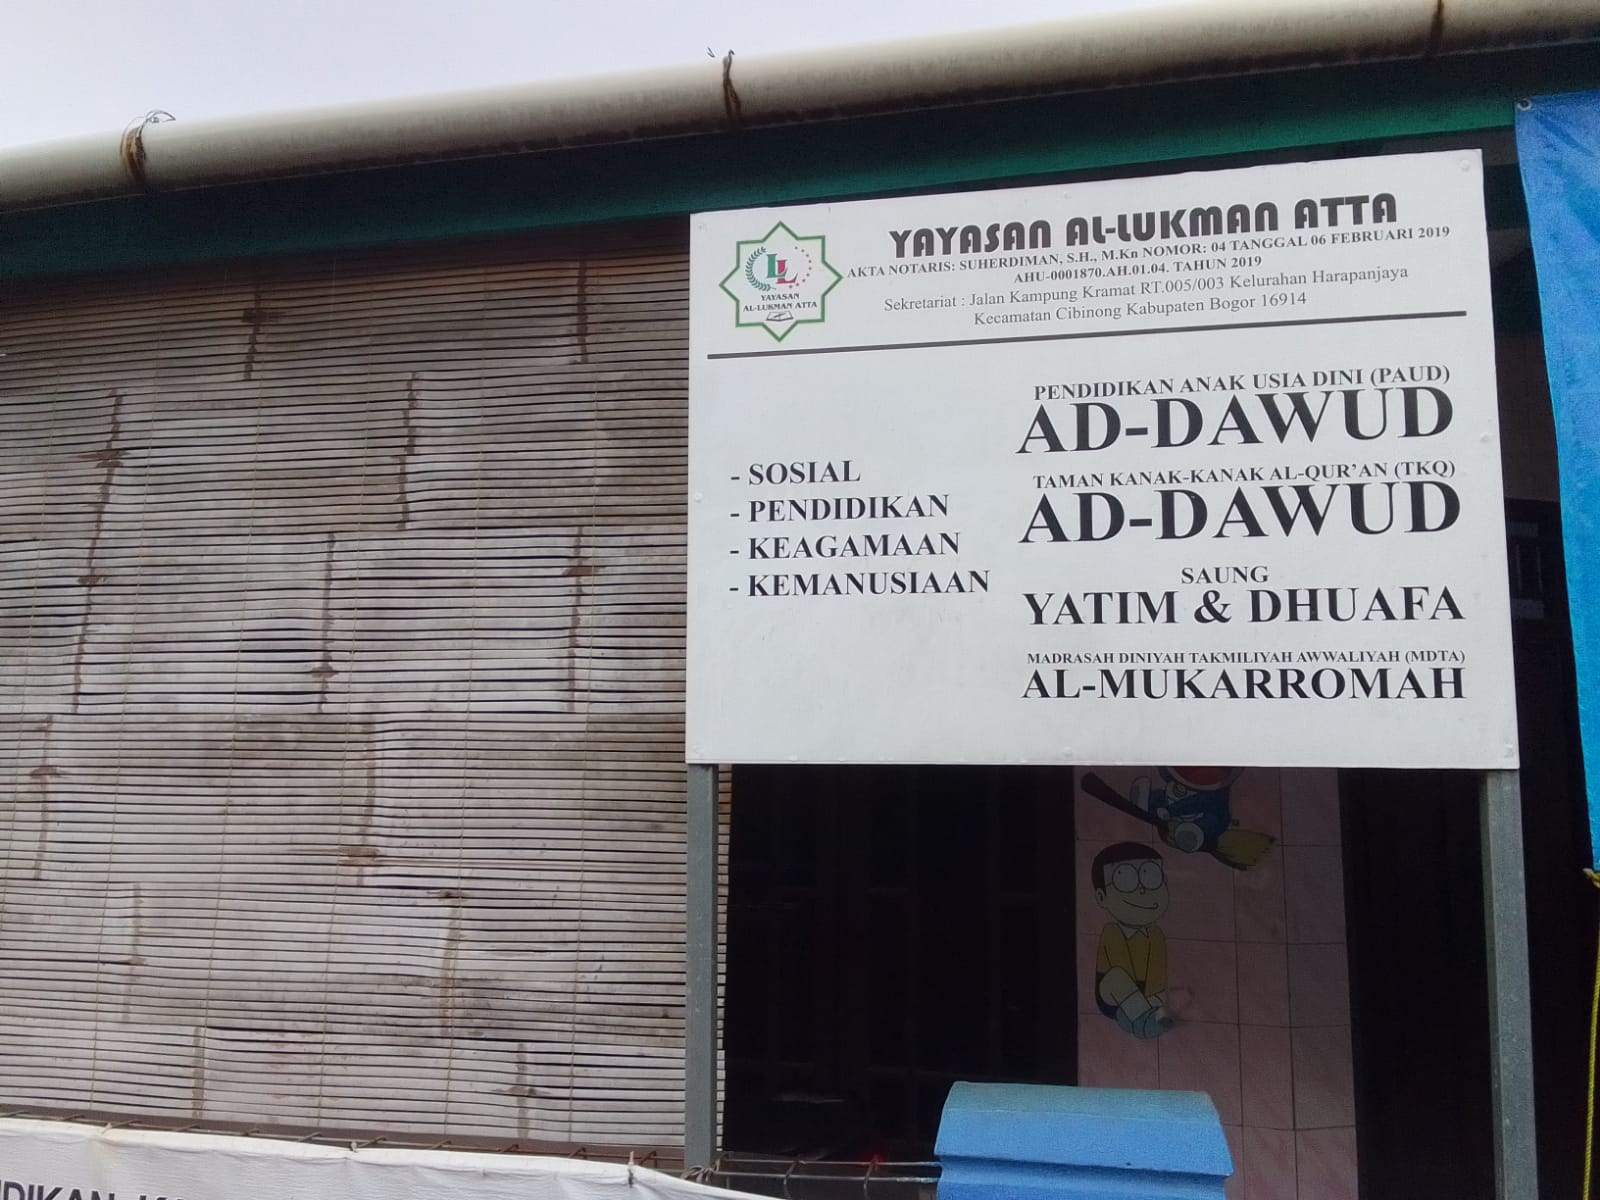 YAYASAN AL-LUKMAN ATTA
AKTA NOTARIS: SUHERDIMAN, S.H., M.Kn NOMOR: 04 TANGGAL 06 FEBRUARI 2019
AHU-0001870.AH.01.04. TAHUN 2019
Sekretariat : Jalan Kampung Kramat RT.005/003 Kelurahan Harapanjaya
Kecamatan Cibinong Kabupaten Bogor 16914
LL
YAYASAN
AL-LUKMAN ATTA
- SOSIAL
- PENDIDIKAN
- KEAGAMAAN
- KEMANUSIAAN
PENDIDIKAN ANAK USIA DINI (PAUD)
AD-DAWUD
TAMAN KANAK-KANAK AL-QUR'AN (TKQ)
AD-DAWUD
SAUNG
YATIM & DHUAFA
MADRASAH DINIYAH TAKMILIYAH AWWALIYAH (MDTA)
AL-MUKARROMAH